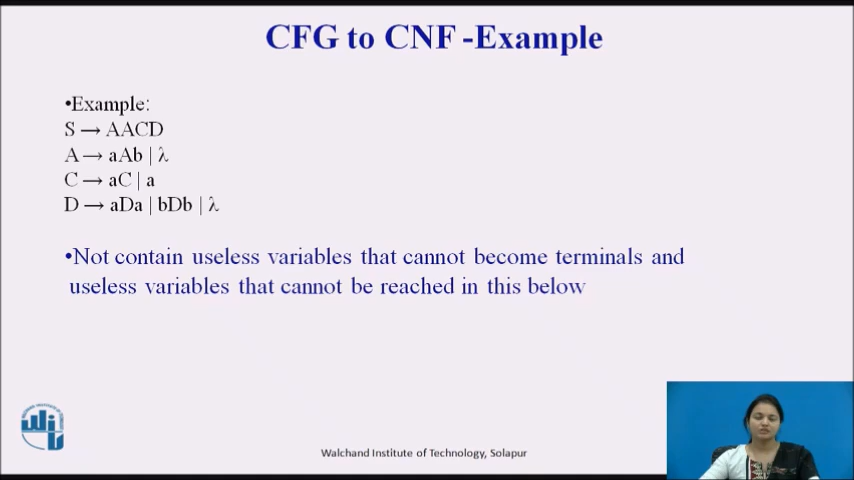 CFG to CNF -Example
•Example:
S → AACD
A → aAb | λ
C → aC | a
D → aDa | bDb | λ
•Not contain useless variables that cannot become terminals and
useless variables that cannot be reached in this below
Walchand Institute of Technology, Solapur